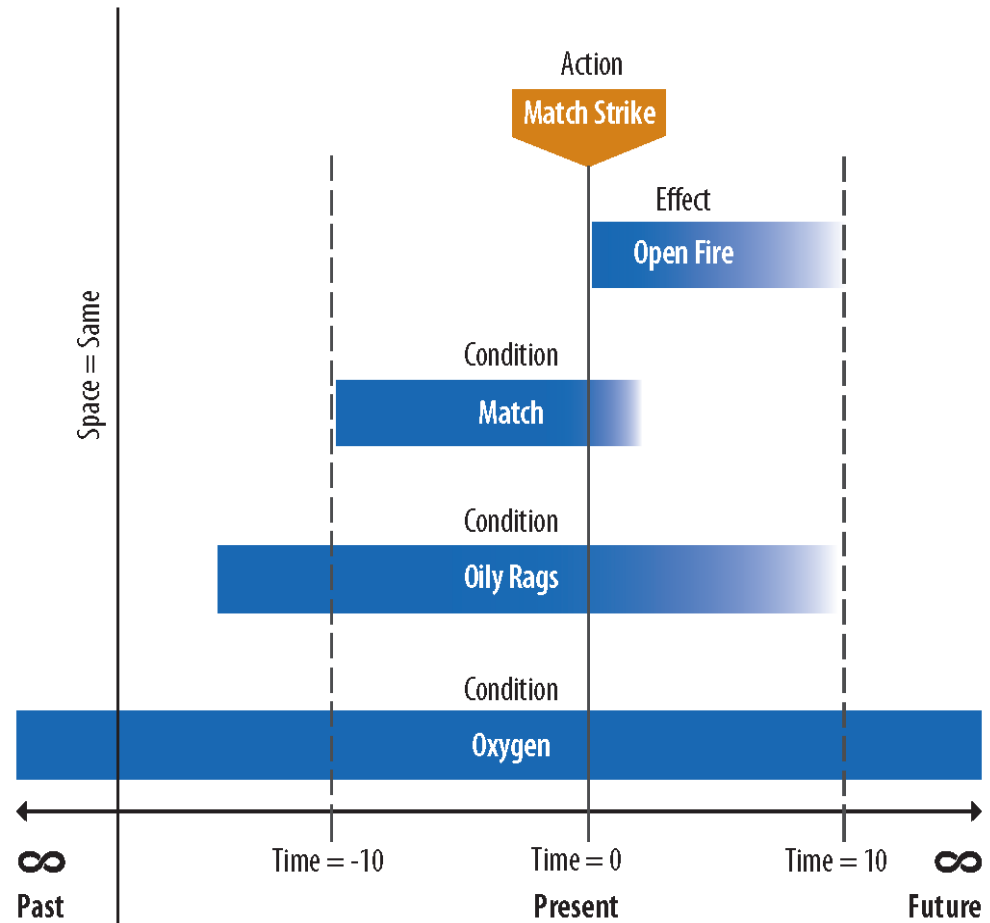 Action
Match Strike
Effect
Open Fire
Space = Same
Condition
Match
Condition
Oily Rags
Condition
Oxygen
∞ Time = -10 Time = 0 Time = 10 ∞
Past Present Future